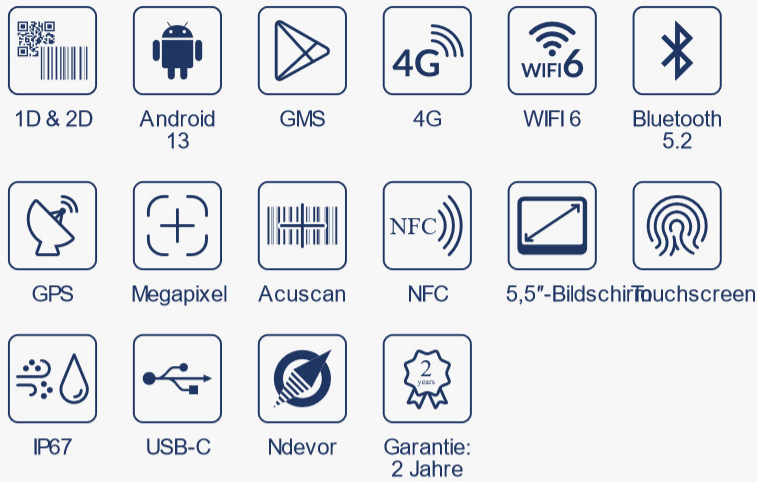 4G
WIFI6
1D & 2D
Android
13
GMS
4G
WIFI 6
Bluetooth
5.2
NFC
GPS
Megapixel
Acuscan
NFC
5,5″-Bildschirm
Touchscreen
2
years
IP67
USB-C
Ndevor
Garantie:
2 Jahre